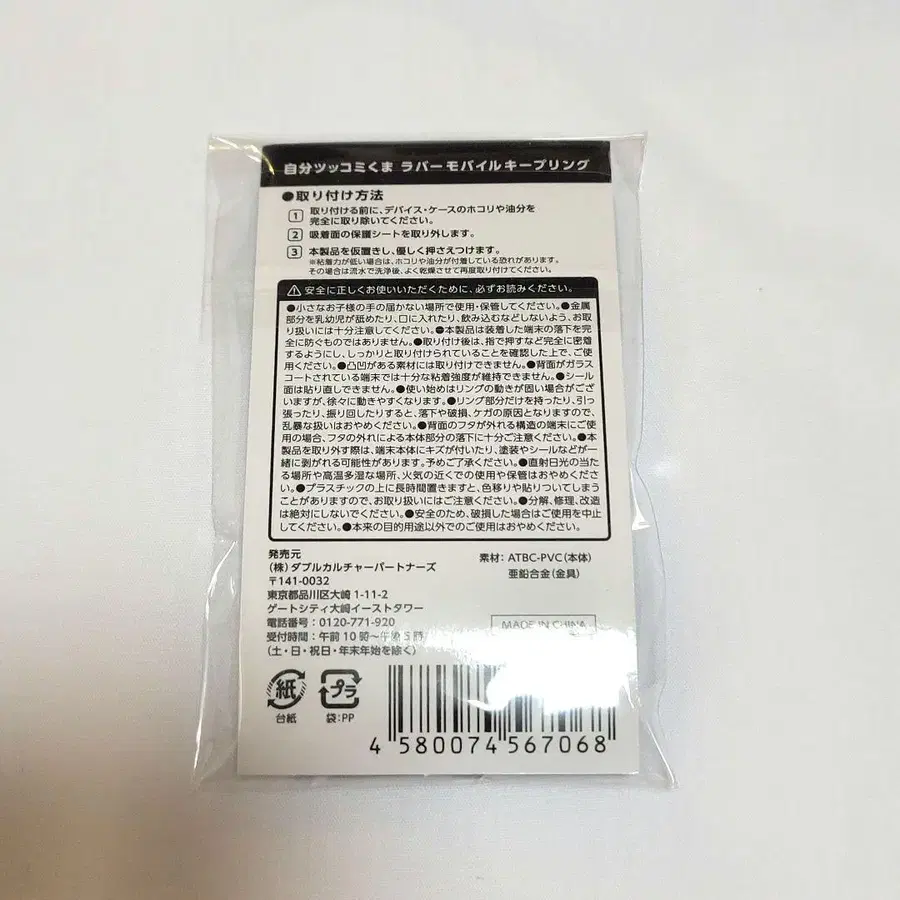 自分ツッコミくま ラバーモバイルキープリング
●取り付け方法
1 取り付ける前に、デバイス・ケースのホコリや油分を
完全に取り除いてください。
2 吸着面の保護シートを取り外します。
3 本製品を仮置きし、優しく押さえつけます。
※粘着力が低い場合は、ホコリや油分が付着している恐れがあります。
その場合は流水で洗浄後、よく乾燥させて再度取り付けてください。
⚠ 安全に正しくお使いいただくために、必ずお読みください。
●小さなお子様の手の届かない場所で使用・保管してください。●金属
部分を乳幼児が舐めたり、口に入れたり、飲み込むなどしないよう、お取
り扱いには十分注意してください。●本製品は装着した端末の落下を完
全に防ぐものではありません。●取り付け後は、指で押すなど完全に密着
するようにし、しっかりと取り付けられていることを確認した上で、ご使
用ください。●凸凹がある素材には取り付けできません。●背面がガラス
コートされている端末では十分な粘着強度が維持できません。●シール
面は貼り直しできません。●使い始めはリングの動きが固い場合がござ
いますが、徐々に動きやすくなります。●リング部分だけを持ったり、引っ
張ったり、振り回したりすると、落下や破損、ケガの原因となりますので、
乱暴な扱いはおやめください。●背面のフタが外れる構造の端末にご使
用の場合、フタの外れによる本体部分の落下に十分ご注意ください。●本
製品を取り外す際は、端末本体にキズが付いたり、塗装やシールなどが一
緒に剥がれる可能性があります。予めご了承ください。●直射日光の当た
る場所や高温多湿な場所、火気の近くでの使用や保管はおやめくださ
い。●プラスチックの上に長時間置きますと、色移りや貼りついてしまう
ことがありますので、お取り扱いにはご注意ください。●分解、修理、改造
は絶対にしないでください。●安全のため、破損した場合はご使用を中止
してください。●本来の目的用途以外でのご使用はおやめください。
発売元
(株)ダブルカルチャーパートナーズ
〒141-0032
東京都品川区大崎 1-11-2
ゲートシティ大崎イーストタワー
電話番号：0120-771-920
受付時間：午前10時～午後5時
(土・日・祝日・年末年始を除く)
素材：ATBC-PVC(本体)
亜鉛合金(金具)
MADE IN CHINA
紙
台紙
プラ
袋：PP
4 580074 567068